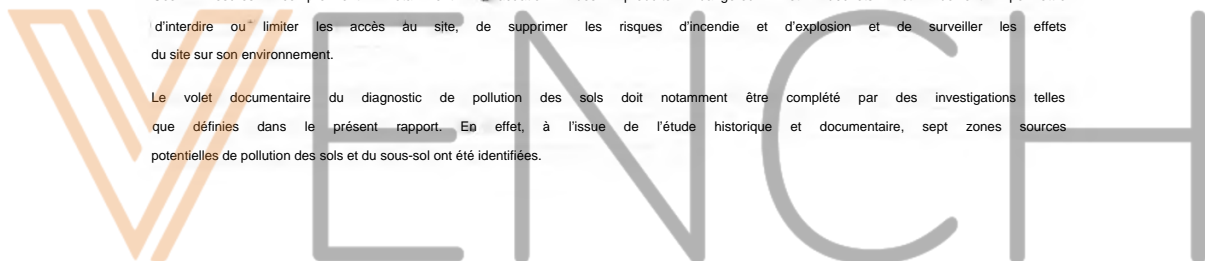 d'interdire ou limiter les accès àu site, de supprimer les risques d'incendie et d'explosion et de surveiller les effets
du site sur son environnement.
Le volet documentaire du diagnostic de pollution des sols doit notamment être complété par des investigations telles
que définies dans le présent rapport. En effet, à l'issue de l'étude historique et documentaire, sept zones sources
potentielles de pollution des sols et du sous-sol ont été identifiées.
VENCH